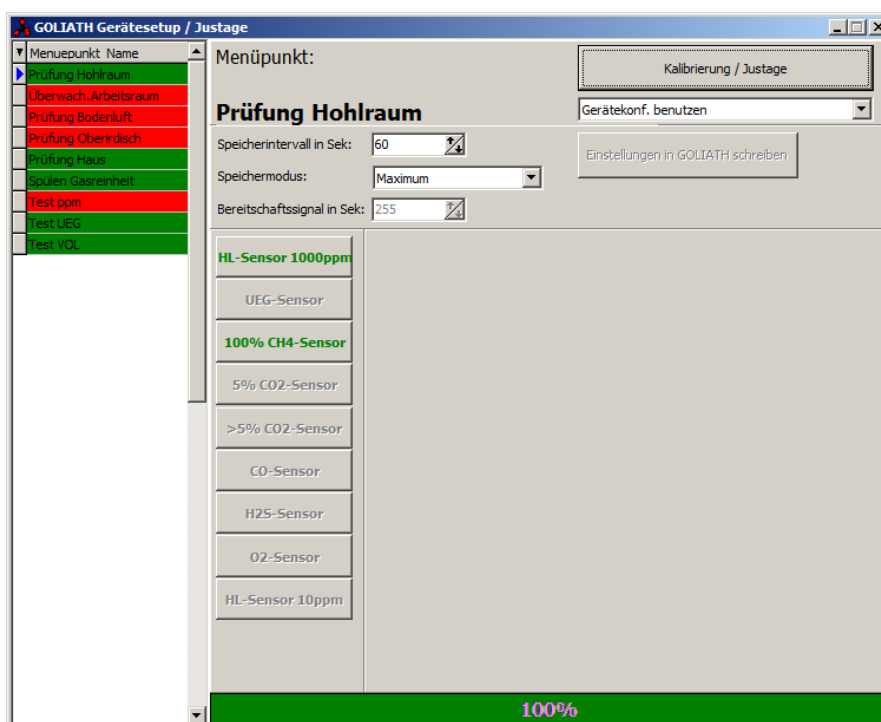 GOLIATH Gerätesetup / Justage
Menuepunkt Name
Prüfung Hohlraum
Überwach.Arbeitsraum
Prüfung Bodenluft
Prüfung Oberirdisch
Prüfung Haus
Spülen Gasreinheit
Test ppm
Test UEG
Test VOL
Menüpunkt:
Prüfung Hohlraum
Kalibrierung / Justage
Gerätekonf. benutzen
Speicherintervall in Sek: 60
Speichermodus: Maximum
Bereitschaftssignal in Sek: 255
Einstellungen in GOLIATH schreiben
HL-Sensor 1000ppm
UEG-Sensor
100% CH4-Sensor
5% CO2-Sensor
>5% CO2-Sensor
CO-Sensor
H2S-Sensor
O2-Sensor
HL-Sensor 10ppm
100%